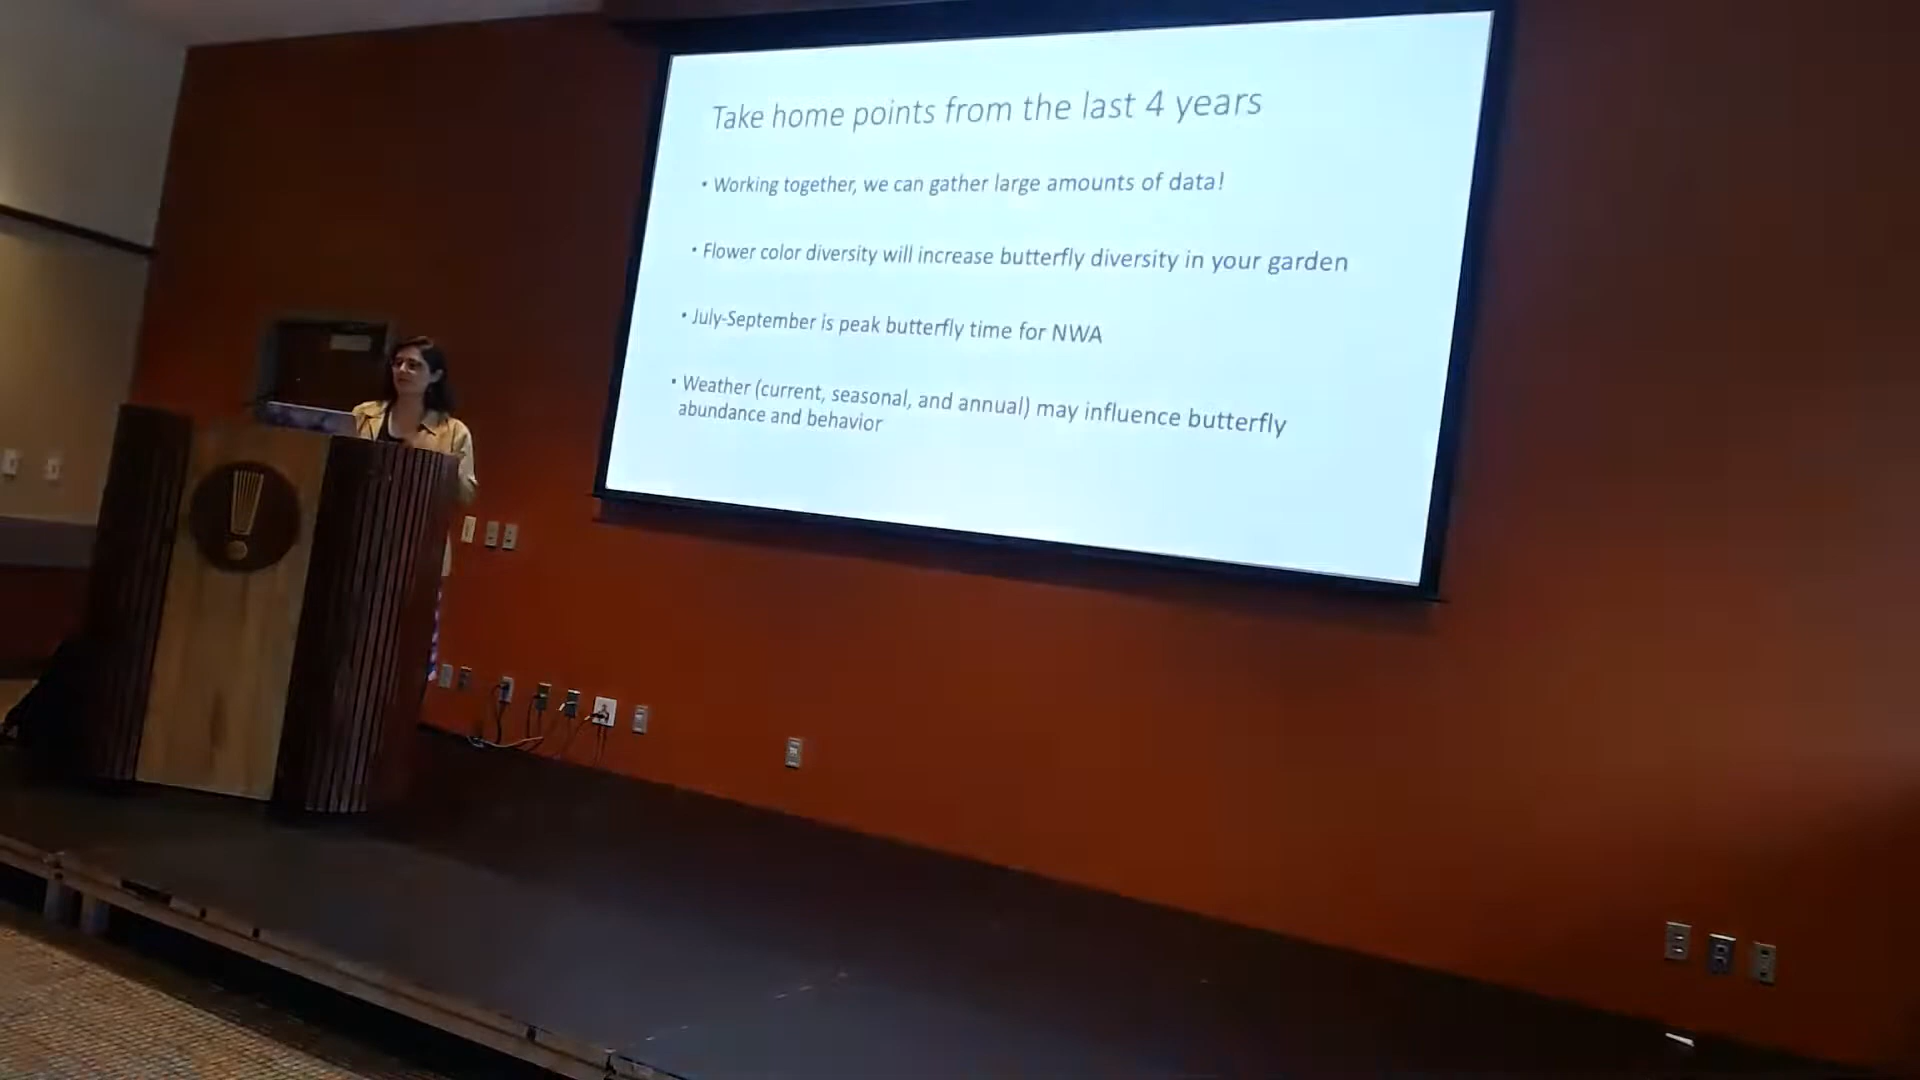 Take home points from the last 4 years
• Working together, we can gather large amounts of data!
• Flower color diversity will increase butterfly diversity in your garden
• July-September is peak butterfly time for NWA
• Weather (current, seasonal, and annual) may influence butterfly
abundance and behavior